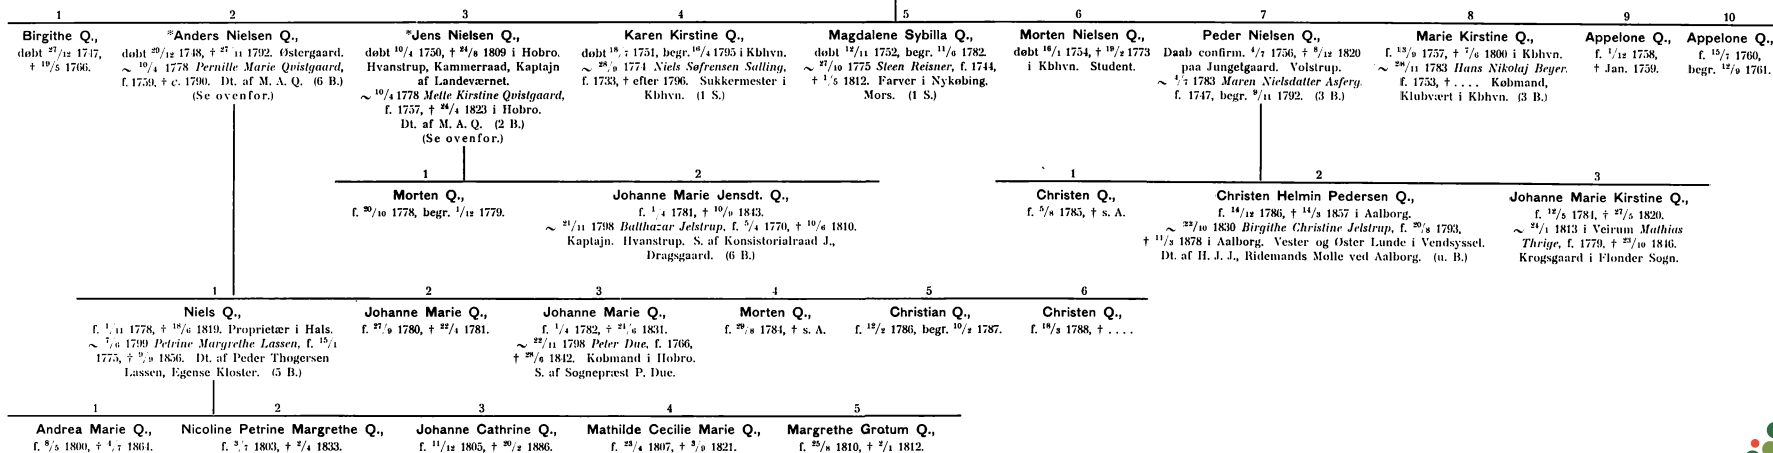 1
Birgithe Q.,
døbt 27/12 1747,
† 19/5 1766.
2
*Anders Nielsen Q.,
døbt 29/12 1748, † 27/11 1792. Østergaard.
~ 10/4 1778 Pernille Marie Qvistgaard,
f. 1759. † c. 1790. Dt. af M. A. Q. (6 B.)
(Se ovenfor.)
3
*Jens Nielsen Q.,
døbt 10/4 1750, † 24/8 1809 i Hobro.
Hvanstrup, Kammerraad, Kaptajn
af Landeværnet.
~ 10/4 1778 Mette Kirstine Qvistgaard,
f. 1757, † 24/4 1823 i Hobro.
Dt. af M. A. Q. (2 B.)
(Se ovenfor.)
4
Karen Kirstine Q.,
døbt 18/7 1751, begr. 16/4 1795 i Kbhvn.
~ 28/9 1774 Niels Søfrensen Salling,
f. 1733, † efter 1796. Sukkermester i
Kbhvn. (1 S.)
5
Magdalene Sybilla Q.,
døbt 12/11 1752, begr. 11/6 1782.
~ 27/10 1775 Steen Reisner, f. 1744,
† 1/5 1812. Farver i Nykøbing.
Mors. (1 S.)
6
Morten Nielsen Q.,
døbt 16/1 1754, † 19/2 1773
i Kbhvn. Student.
7
Peder Nielsen Q.,
Daab confirm. 4/7 1756, † 8/12 1820
paa Jungetgaard. Volstrup.
~ 4/7 1783 Maren Nielsdatter Asferg.
f. 1747, begr. 9/11 1792. (3 B.)
8
Marie Kirstine Q.,
f. 13/9 1757, † 7/6 1800 i Kbhvn.
~ 28/11 1783 Hans Nikolaj Beyer.
f. 1753, † .... Købmand,
Klubvært i Kbhvn. (3 B.)
9
Appelone Q.,
f. 1/12 1758,
† Jan. 1759.
10
Appelone Q.,
f. 15/7 1760,
begr. 12/9 1761.
1
Morten Q.,
f. 20/10 1778, begr. 1/12 1779.
2
Johanne Marie Jensdt. Q.,
f. 1/4 1781, † 10/9 1843.
~ 21/11 1798 Balthazar Jelstrup, f. 5/4 1770, † 10/6 1810.
Kaptajn. Hvanstrup. S. af Konsistorialraad J.,
Dragsgaard. (6 B.)
1
Christen Q.,
f. 5/8 1785, † s. A.
2
Christen Helmin Pedersen Q.,
f. 14/12 1786, † 14/3 1857 i Aalborg.
~ 22/10 1830 Birgithe Christine Jelstrup, f. 20/8 1793,
† 11/3 1878 i Aalborg. Vester og Øster Lunde i Vendsyssel.
Dt. af H. J. J., Ridemands Mølle ved Aalborg. (u. B.)
3
Johanne Marie Kirstine Q.,
f. 12/5 1784, † 27/5 1820.
~ 24/1 1813 i Veirum Mathias
Thrige, f. 1779. † 23/10 1846.
Krogsgaard i Flonder Sogn.
1
Niels Q.,
f. 1/11 1778, † 18/6 1819. Proprietær i Hals.
~ 7/6 1799 Petrine Margrethe Lassen, f. 15/1
1775, † 9/9 1856. Dt. af Peder Thogersen
Lassen, Egense Kloster. (5 B.)
2
Johanne Marie Q.,
f. 27/9 1780, † 22/4 1781.
3
Johanne Marie Q.,
f. 1/4 1782, † 21/6 1831.
~ 22/11 1798 Peter Due, f. 1766,
† 28/6 1842. Købmand i Hobro.
S. af Sognepræst P. Due.
4
Morten Q.,
f. 29/8 1784, † s. A.
5
Christian Q.,
f. 12/2 1786, begr. 10/2 1787.
6
Christen Q.,
f. 18/3 1788, † ....
1
Andrea Marie Q.,
f. 8/5 1800, † 4/7 1864.
2
Nicoline Petrine Margrethe Q.,
f. 3/7 1803, † 2/4 1833.
3
Johanne Cathrine Q.,
f. 11/12 1805, † 20/2 1886.
4
Mathilde Cecilie Marie Q.,
f. 23/4 1807, † 3/9 1821.
5
Margrethe Grotum Q.,
f. 25/8 1810, † 2/1 1812.